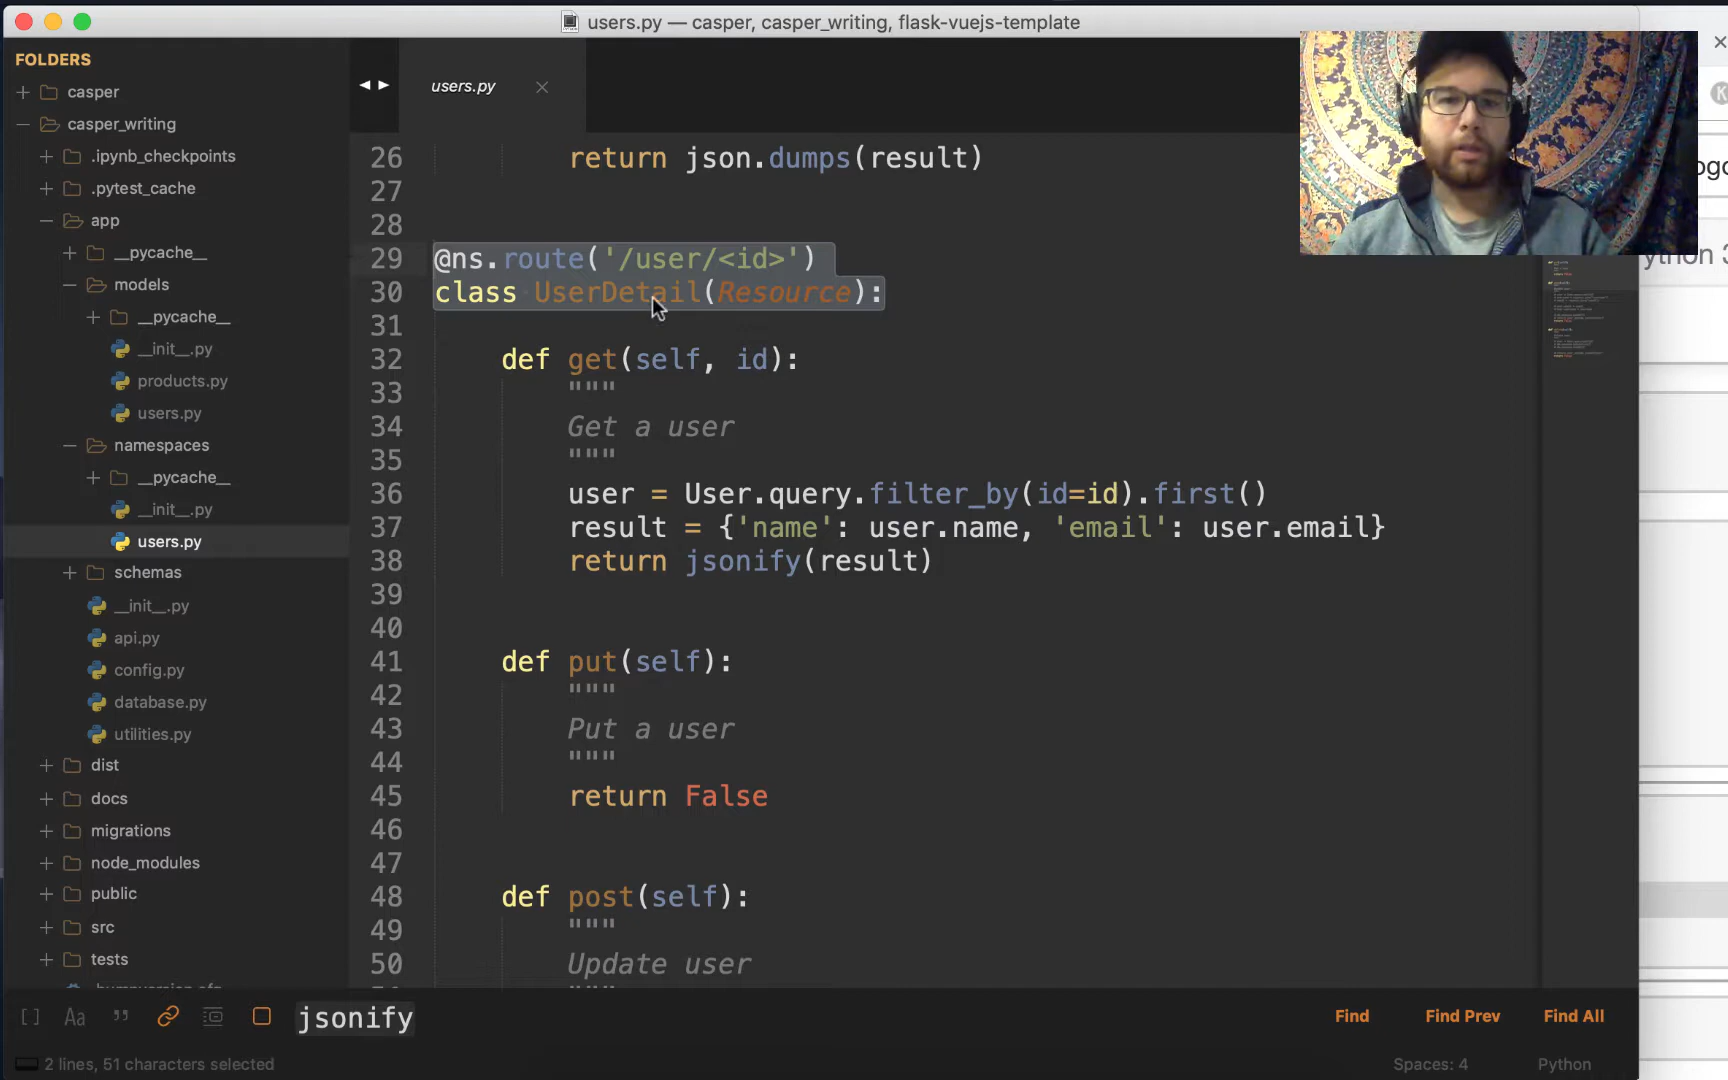 users.py — casper, casper_writing, flask-vuejs-template
FOLDERS
casper
casper_writing
.ipynb_checkpoints
.pytest_cache
app
__pycache__
models
__pycache__
__init__.py
products.py
users.py
namespaces
__pycache__
__init__.py
users.py
schemas
__init__.py
api.py
config.py
database.py
utilities.py
dist
docs
migrations
node_modules
public
src
tests
users.py
26 return json.dumps(result)
27
28
29 @ns.route('/user/<id>')
30 class UserDetail(Resource):
31
32 def get(self, id):
33 """
34 Get a user
35 """
36 user = User.query.filter_by(id=id).first()
37 result = {'name': user.name, 'email': user.email}
38 return jsonify(result)
39
40
41 def put(self):
42 """
43 Put a user
44 """
45 return False
46
47
48 def post(self):
49 """
50 Update user
"""
Aa
jsonify
Find
Find Prev
Find All
2 lines, 51 characters selected
Spaces: 4
Python